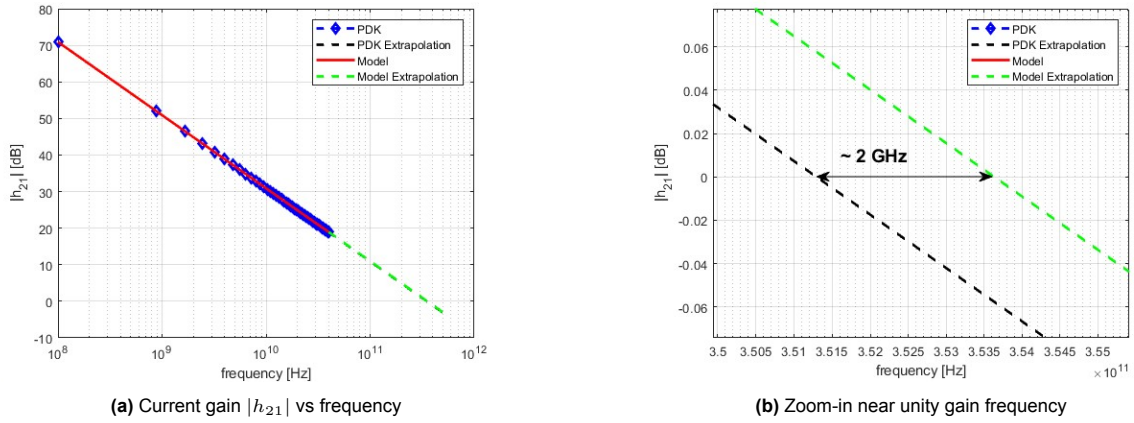 80
70
60
50
40
30
20
10
0
-10
|h21| [dB]
10^8
10^9
10^10
10^11
10^12
frequency [Hz]
PDK
PDK Extrapolation
Model
Model Extrapolation
(a) Current gain |h21| vs frequency
0.06
0.04
0.02
0
-0.02
-0.04
-0.06
|h21| [dB]
~ 2 GHz
PDK
PDK Extrapolation
Model
Model Extrapolation
3.5 3.505 3.51 3.515 3.52 3.525 3.53 3.535 3.54 3.545 3.55
frequency [Hz]
×10^11
(b) Zoom-in near unity gain frequency